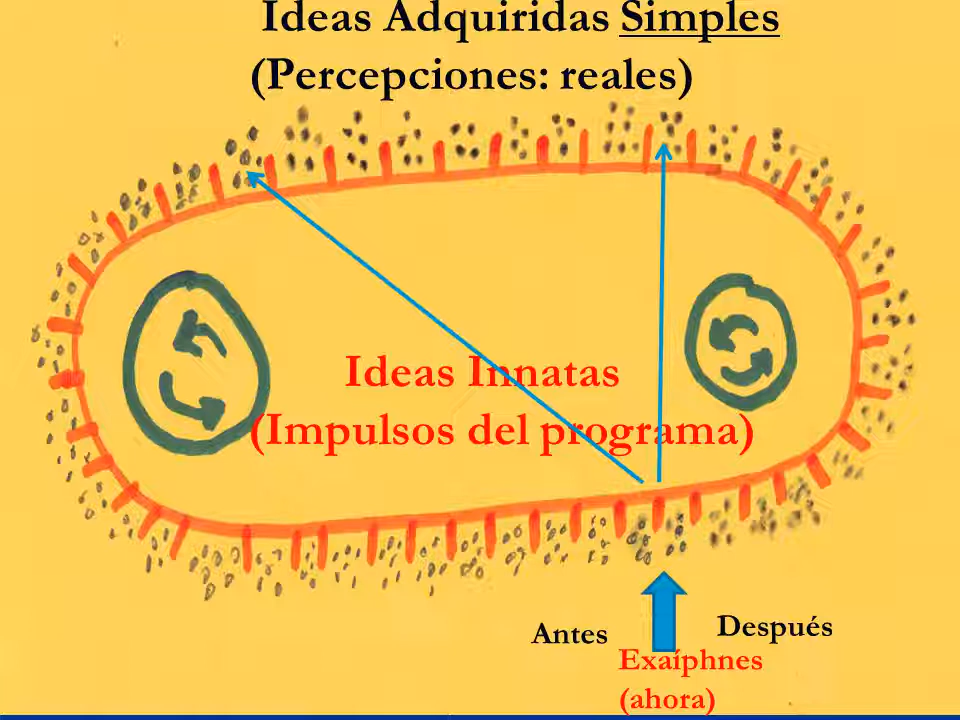 Ideas Adquiridas Simples
(Percepciones: reales)
Ideas Innatas
(Impulsos del programa)
Antes
Después
Exaíphnes
(ahora)